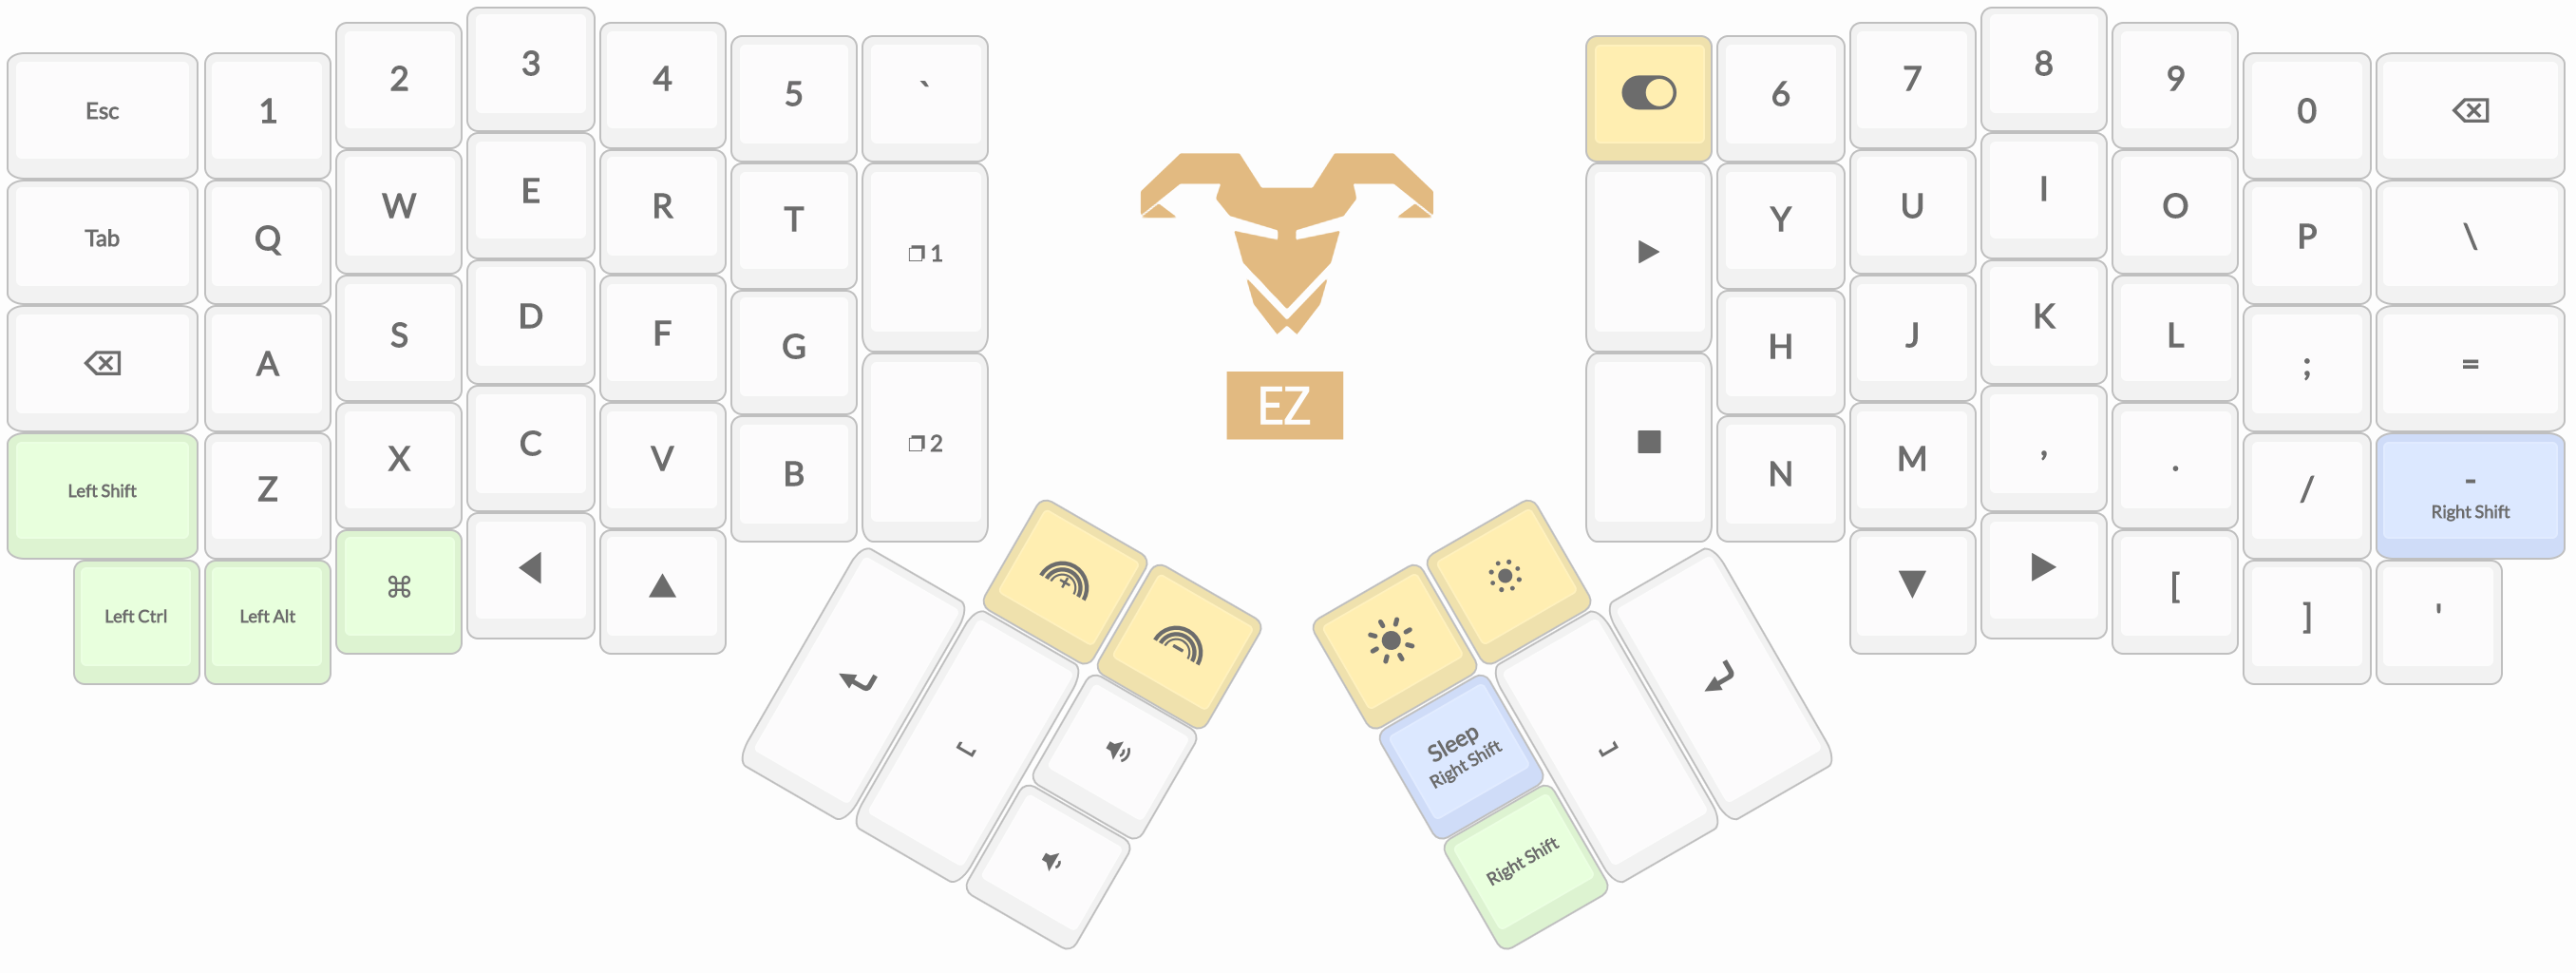 Esc 1 2 3 4 5 `
6 7 8 9 0
Tab Q W E R T 1
Y U I O P \
A S D F G
H J K L ; =
Left Shift Z X C V B 2
N M , . / -
Right Shift
Left Ctrl Left Alt ⌘
[ ] '
EZ
Sleep
Right Shift
Right Shift